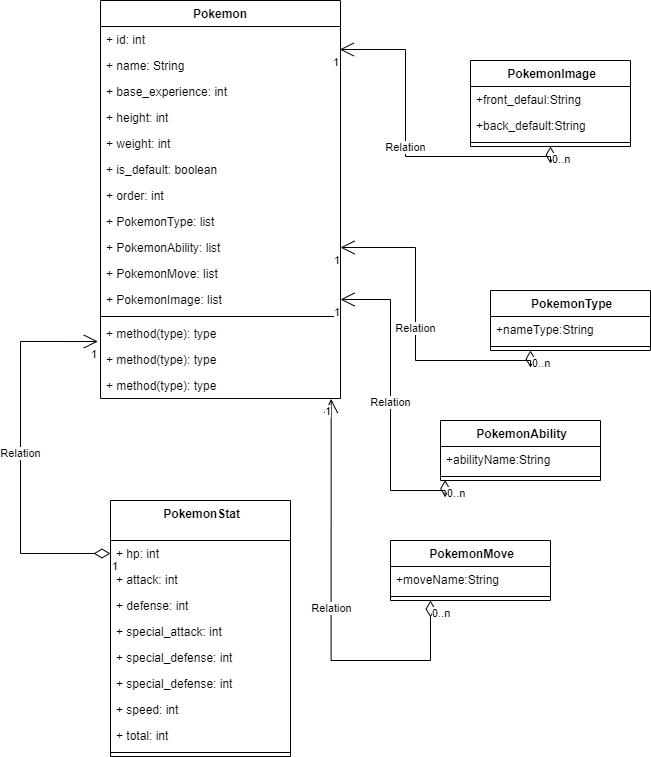 Pokemon
+ id: int
+ name: String
+ base_experience: int
+ height: int
+ weight: int
+ is_default: boolean
+ order: int
+ PokemonType: list
+ PokemonAbility: list
+ PokemonMove: list
+ PokemonImage: list
+ method(type): type
+ method(type): type
+ method(type): type
1
Relation
PokemonImage
+front_defaul:String
+back_default:String
0..n
1
Relation
PokemonType
+nameType:String
0..n
1
Relation
PokemonAbility
+abilityName:String
0..n
1
Relation
PokemonMove
+moveName:String
0..n
1
Relation
PokemonStat
1
+ hp: int
+ attack: int
+ defense: int
+ special_attack: int
+ special_defense: int
+ special_defense: int
+ speed: int
+ total: int